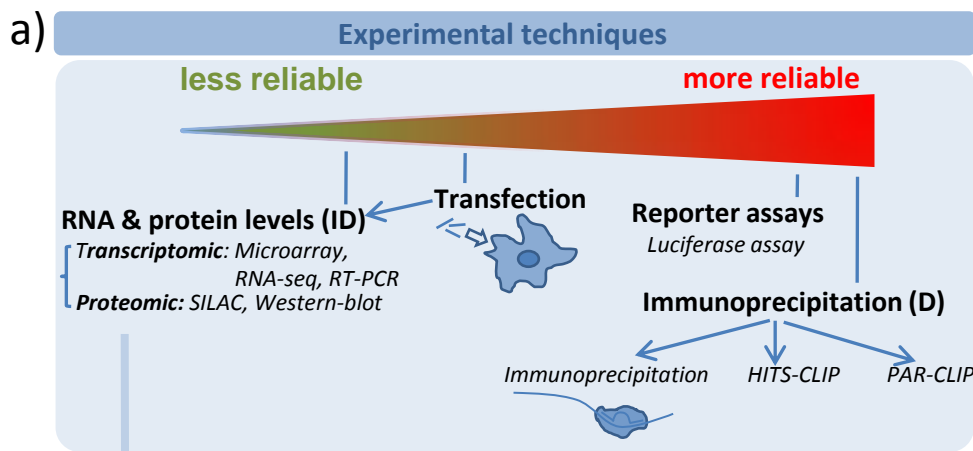 a)
Experimental techniques
less reliable
more reliable
RNA & protein levels (ID)
Transcriptomic: Microarray,
RNA-seq, RT-PCR
Proteomic: SILAC, Western-blot
Transfection
Reporter assays
Luciferase assay
Immunoprecipitation (D)
Immunoprecipitation
HITS-CLIP
PAR-CLIP